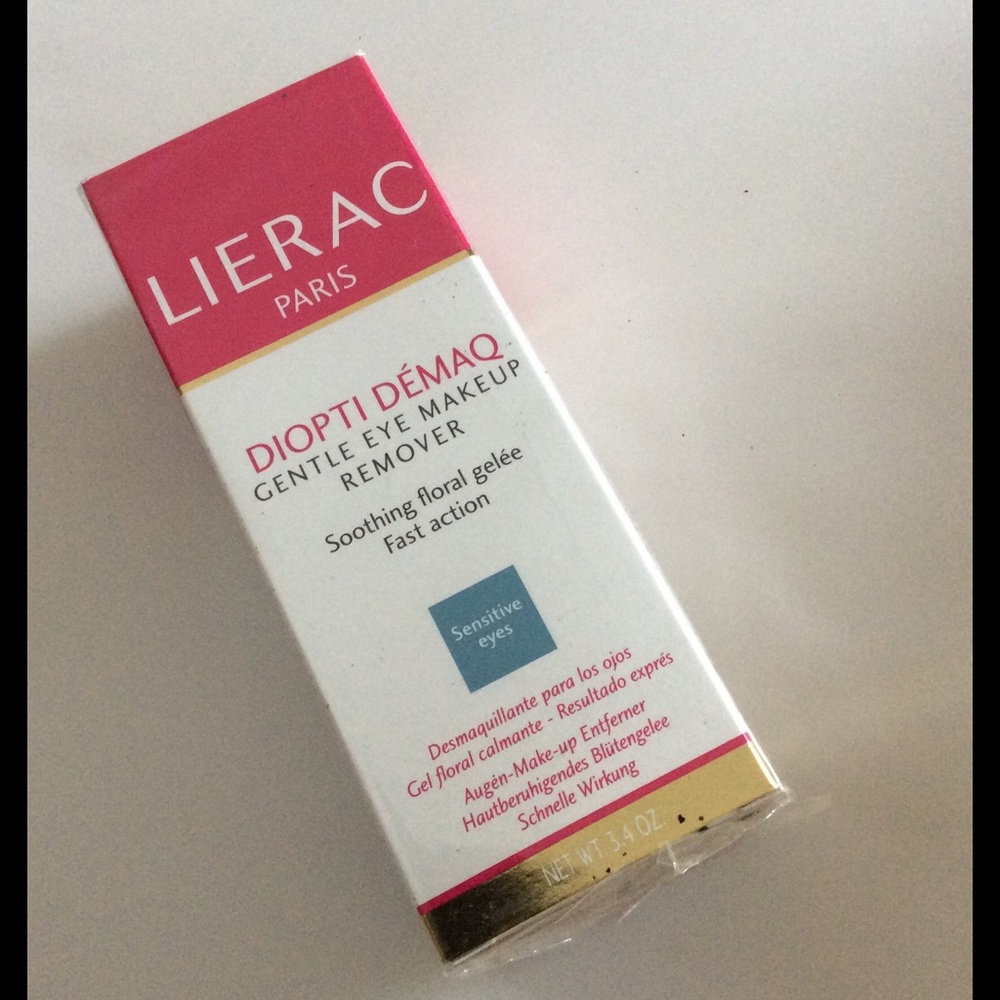 LIERAC
PARIS
DIOPTI DÉMAQ
GENTLE EYE MAKEUP
REMOVER
Soothing floral gelée
Fast action
Sensitive
eyes
Desmaquillante para los ojos
Gel floral calmante - Resultado exprés
Augen-Make-up Entferner
Hautberuhigendes Blütengelee
Schnelle Wirkung
NET WT. 3.4 OZ.